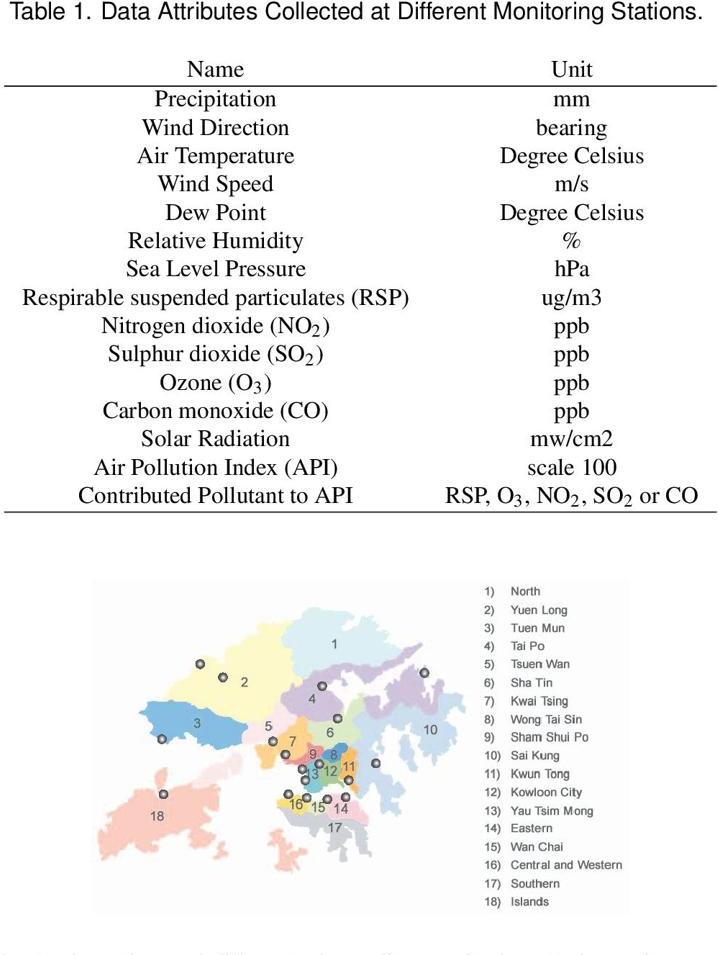 Table 1. Data Attributes Collected at Different Monitoring Stations.
Name Unit
Precipitation mm
Wind Direction bearing
Air Temperature Degree Celsius
Wind Speed m/s
Dew Point Degree Celsius
Relative Humidity %
Sea Level Pressure hPa
Respirable suspended particulates (RSP) ug/m3
Nitrogen dioxide (NO₂) ppb
Sulphur dioxide (SO₂) ppb
Ozone (O₃) ppb
Carbon monoxide (CO) ppb
Solar Radiation mw/cm2
Air Pollution Index (API) scale 100
Contributed Pollutant to API RSP, O₃, NO₂, SO₂ or CO
1) North
2) Yuen Long
3) Tuen Mun
4) Tai Po
5) Tsuen Wan
6) Sha Tin
7) Kwai Tsing
8) Wong Tai Sin
9) Sham Shui Po
10) Sai Kung
11) Kwun Tong
12) Kowloon City
13) Yau Tsim Mong
14) Eastern
15) Wan Chai
16) Central and Western
17) Southern
18) Islands
1
2
4
3
5
6
10
7
9
8
13
12
11
16
15
14
18
17